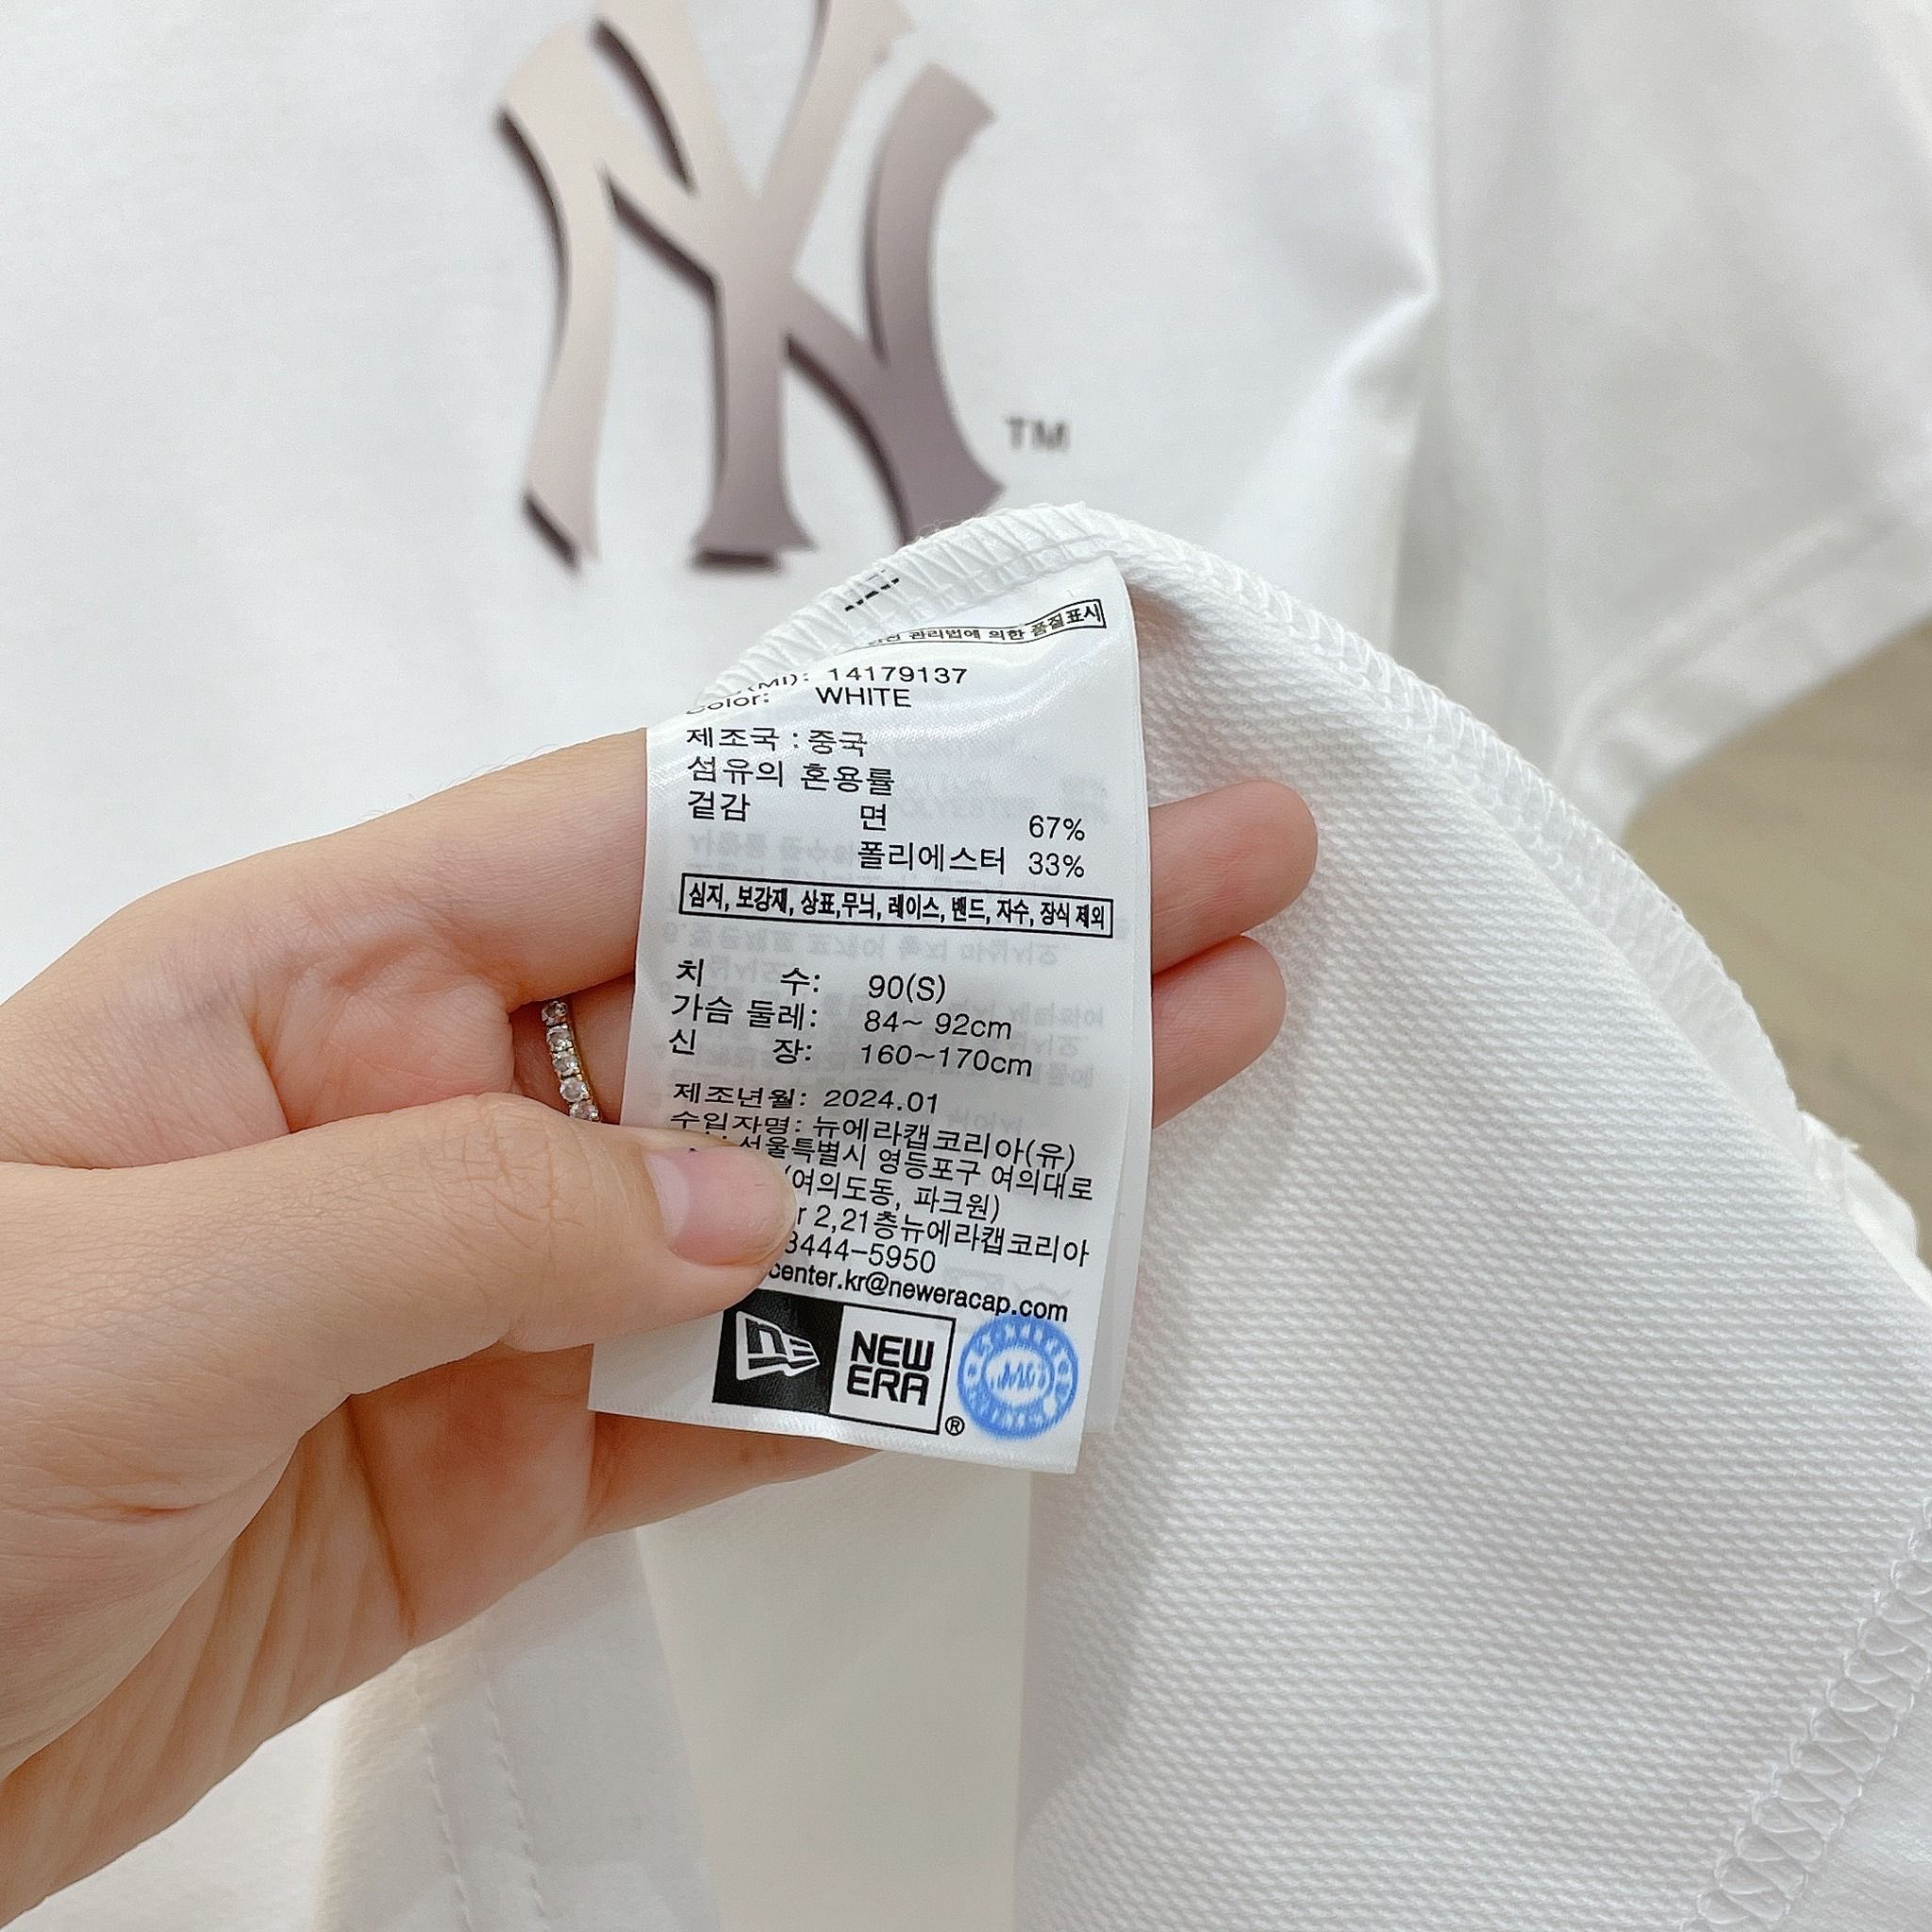 NY
TM
관리법에 의한 품질표시
(MI): 14179137
Color: WHITE
제조국 : 중국
섬유의 혼용률
겉감 면 67%
폴리에스터 33%
심지, 보강재, 상표,무늬, 레이스, 밴드, 자수, 장식 제외
치 수: 90(S)
가슴 둘레: 84~ 92cm
신 장: 160~170cm
제조년월: 2024.01
수입자명: 뉴에라캡코리아(유)
서울특별시 영등포구 여의대로
(여의도동, 파크원)
2,21층뉴에라캡코리아
3444-5950
center.kr@neweracap.com
NE NEW
ERA
®